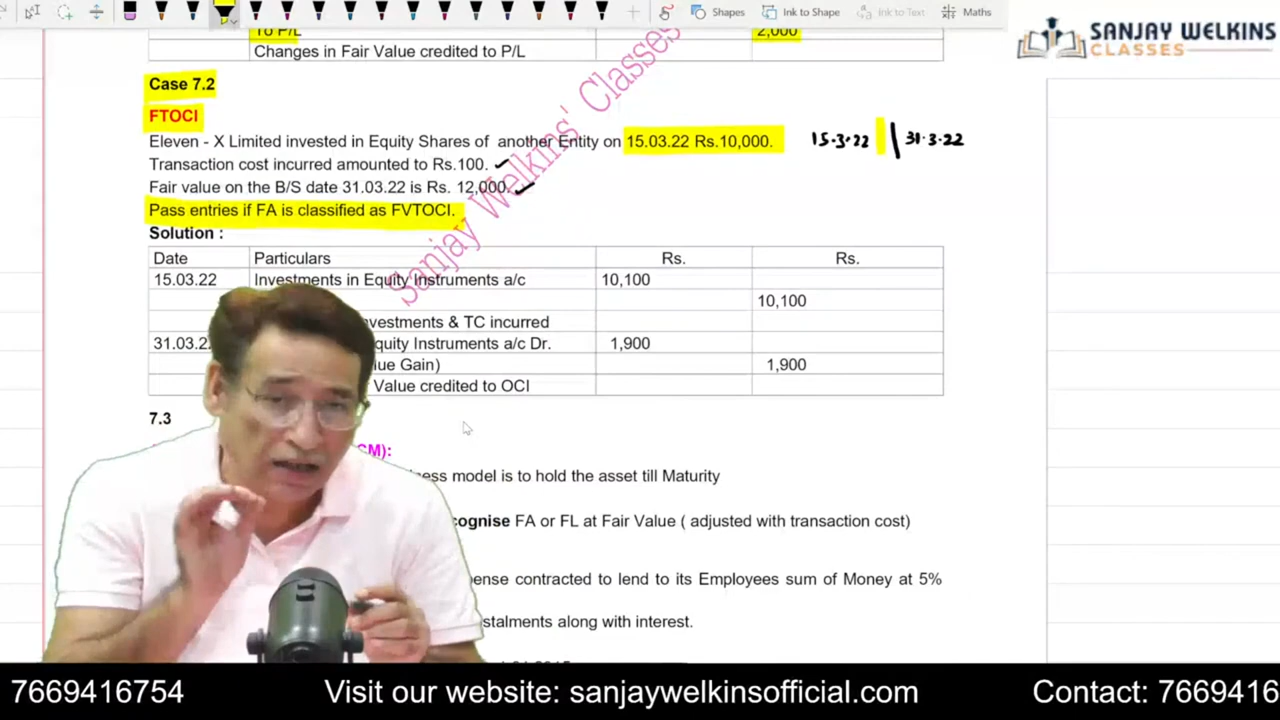 Shapes Ink to Shape Ink to Text Maths
SANJAY WELKINS
CLASSES
To P/L 2,000
Changes in Fair Value credited to P/L
Case 7.2
FTOCI
Eleven - X Limited invested in Equity Shares of another Entity on 15.03.22 Rs.10,000. 15.3.22 | 31.3.22
Transaction cost incurred amounted to Rs.100.
Fair value on the B/S date 31.03.22 is Rs. 12,000.
Pass entries if FA is classified as FVTOCI.
Solution :
Date Particulars Rs. Rs.
15.03.22 Investments in Equity Instruments a/c 10,100
10,100
nvestments & TC incurred
31.03.2 quity Instruments a/c Dr. 1,900
lue Gain) 1,900
Value credited to OCI
7.3
CM):
ness model is to hold the asset till Maturity
cognise FA or FL at Fair Value ( adjusted with transaction cost)
ense contracted to lend to its Employees sum of Money at 5%
stalments along with interest.
Sanjay Welkins' Classes
7669416754 Visit our website: sanjaywelkinsofficial.com Contact: 7669416